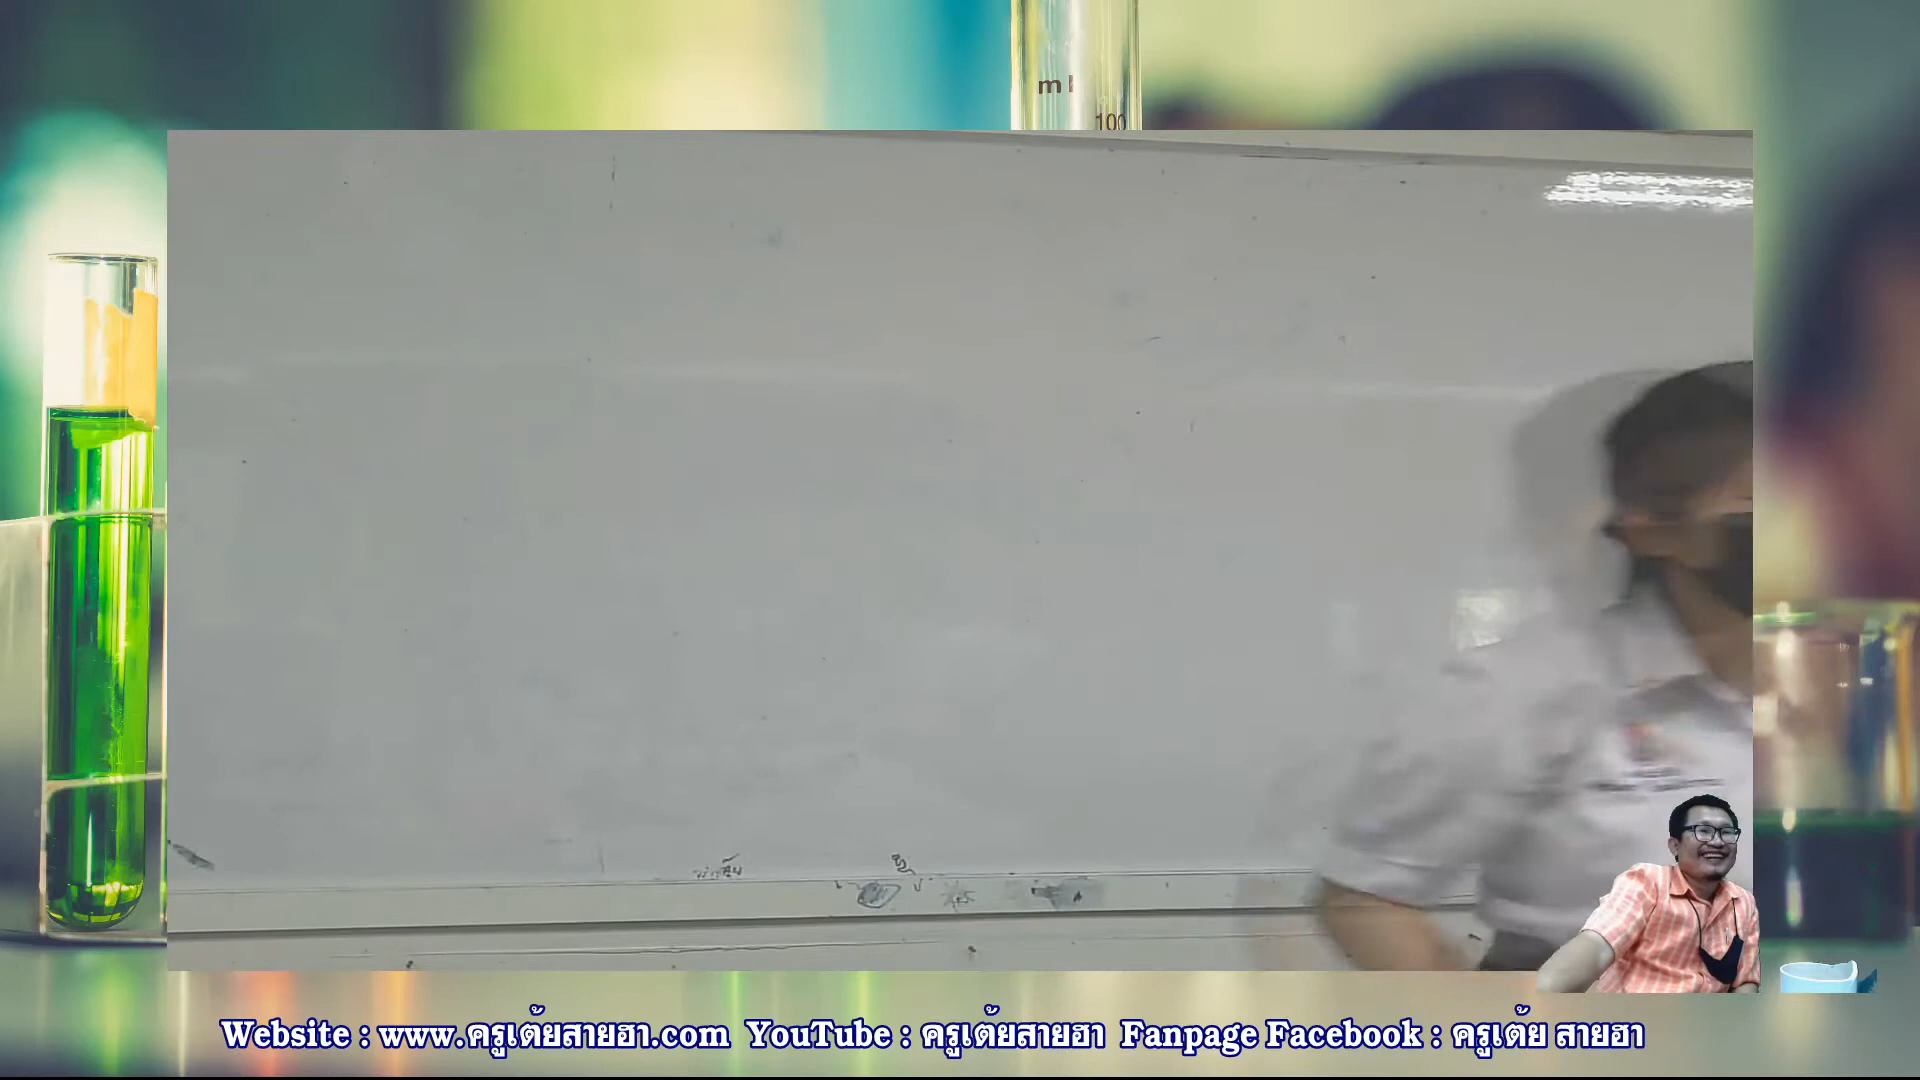 ml
100
Website : www.ครูเต้ยสายฮา.com YouTube : ครูเต้ยสายฮา Fanpage Facebook : ครูเต้ย สายฮา